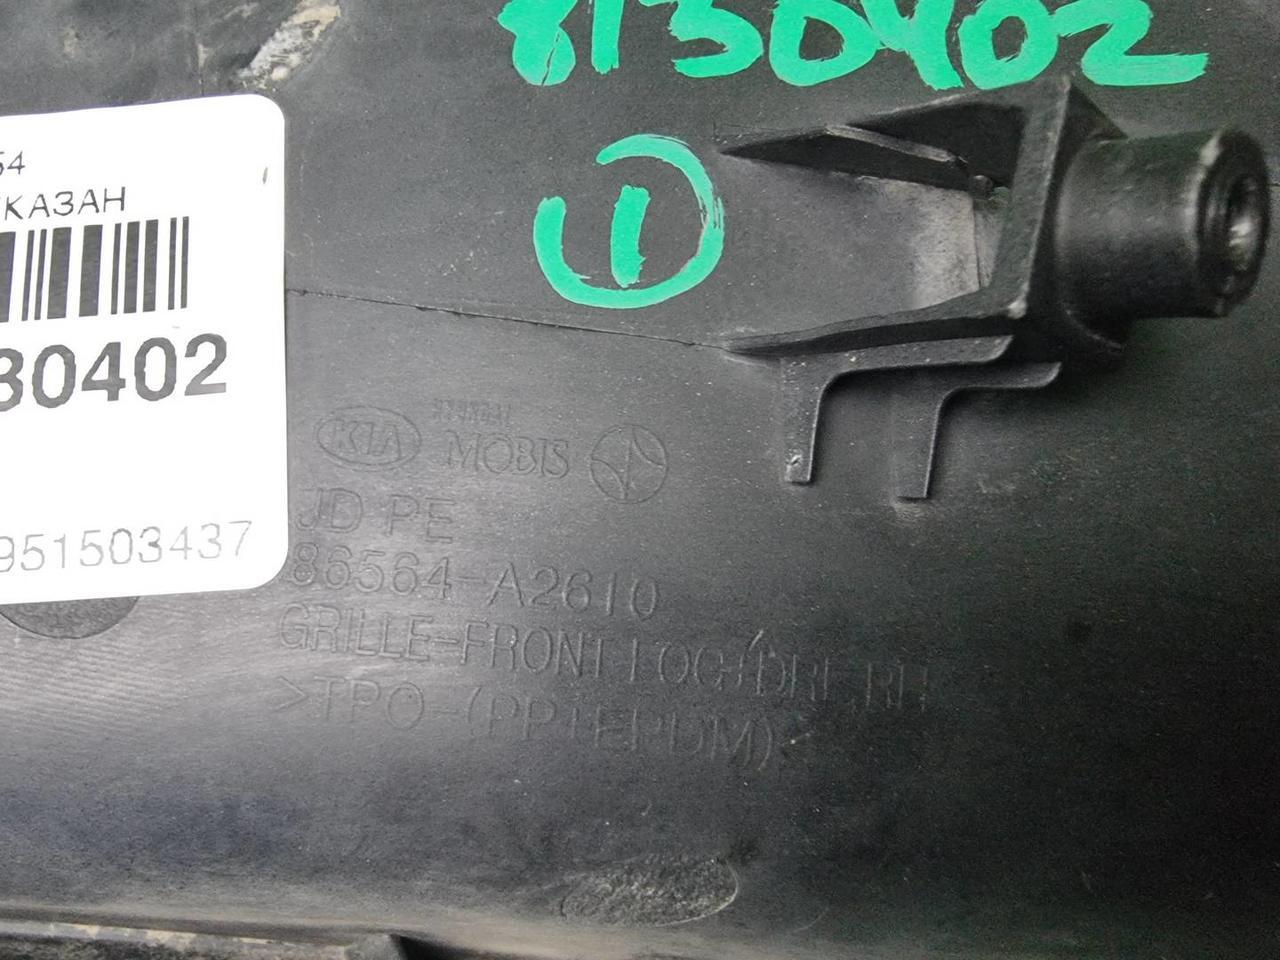 8130402
1
54
КАЗАН
30402
951503437
KIA HYUNDAI MOBIS
JD PE
86564-A2610
GRILLE-FRONT FOG+DRL, RH
>TPO-(PP+EPDM)<